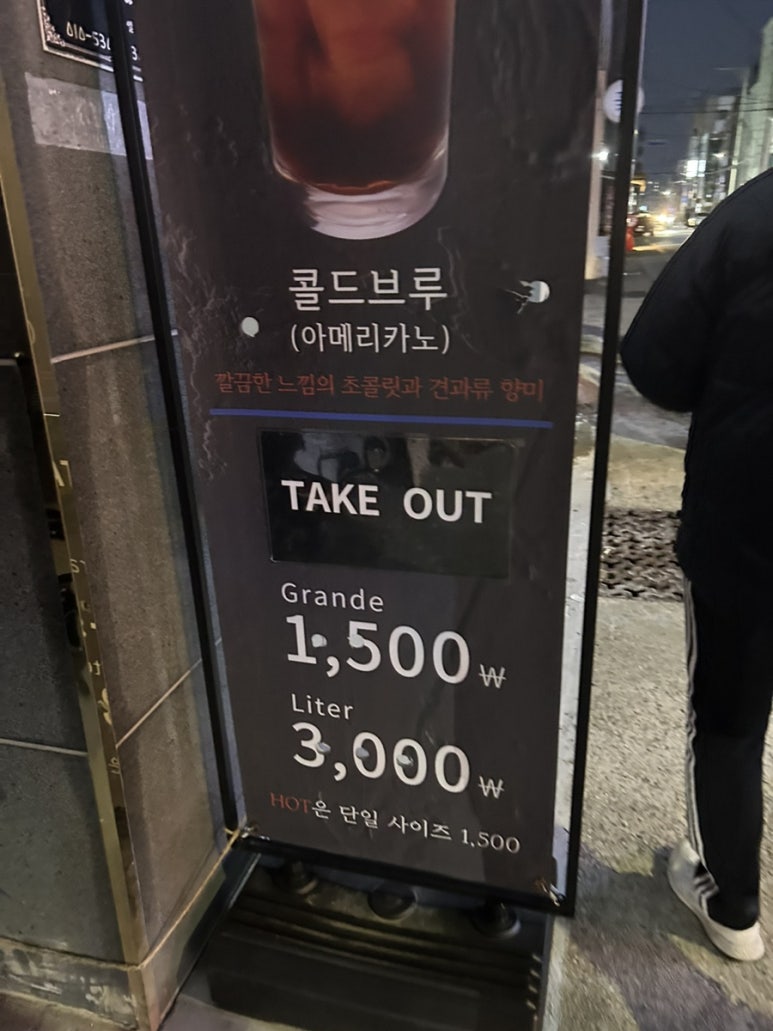 콜드브루
(아메리카노)
깔끔한 느낌의 초콜릿과 견과류 향미
TAKE OUT
Grande
1,500₩
Liter
3,000₩
HOT은 단일 사이즈 1,500